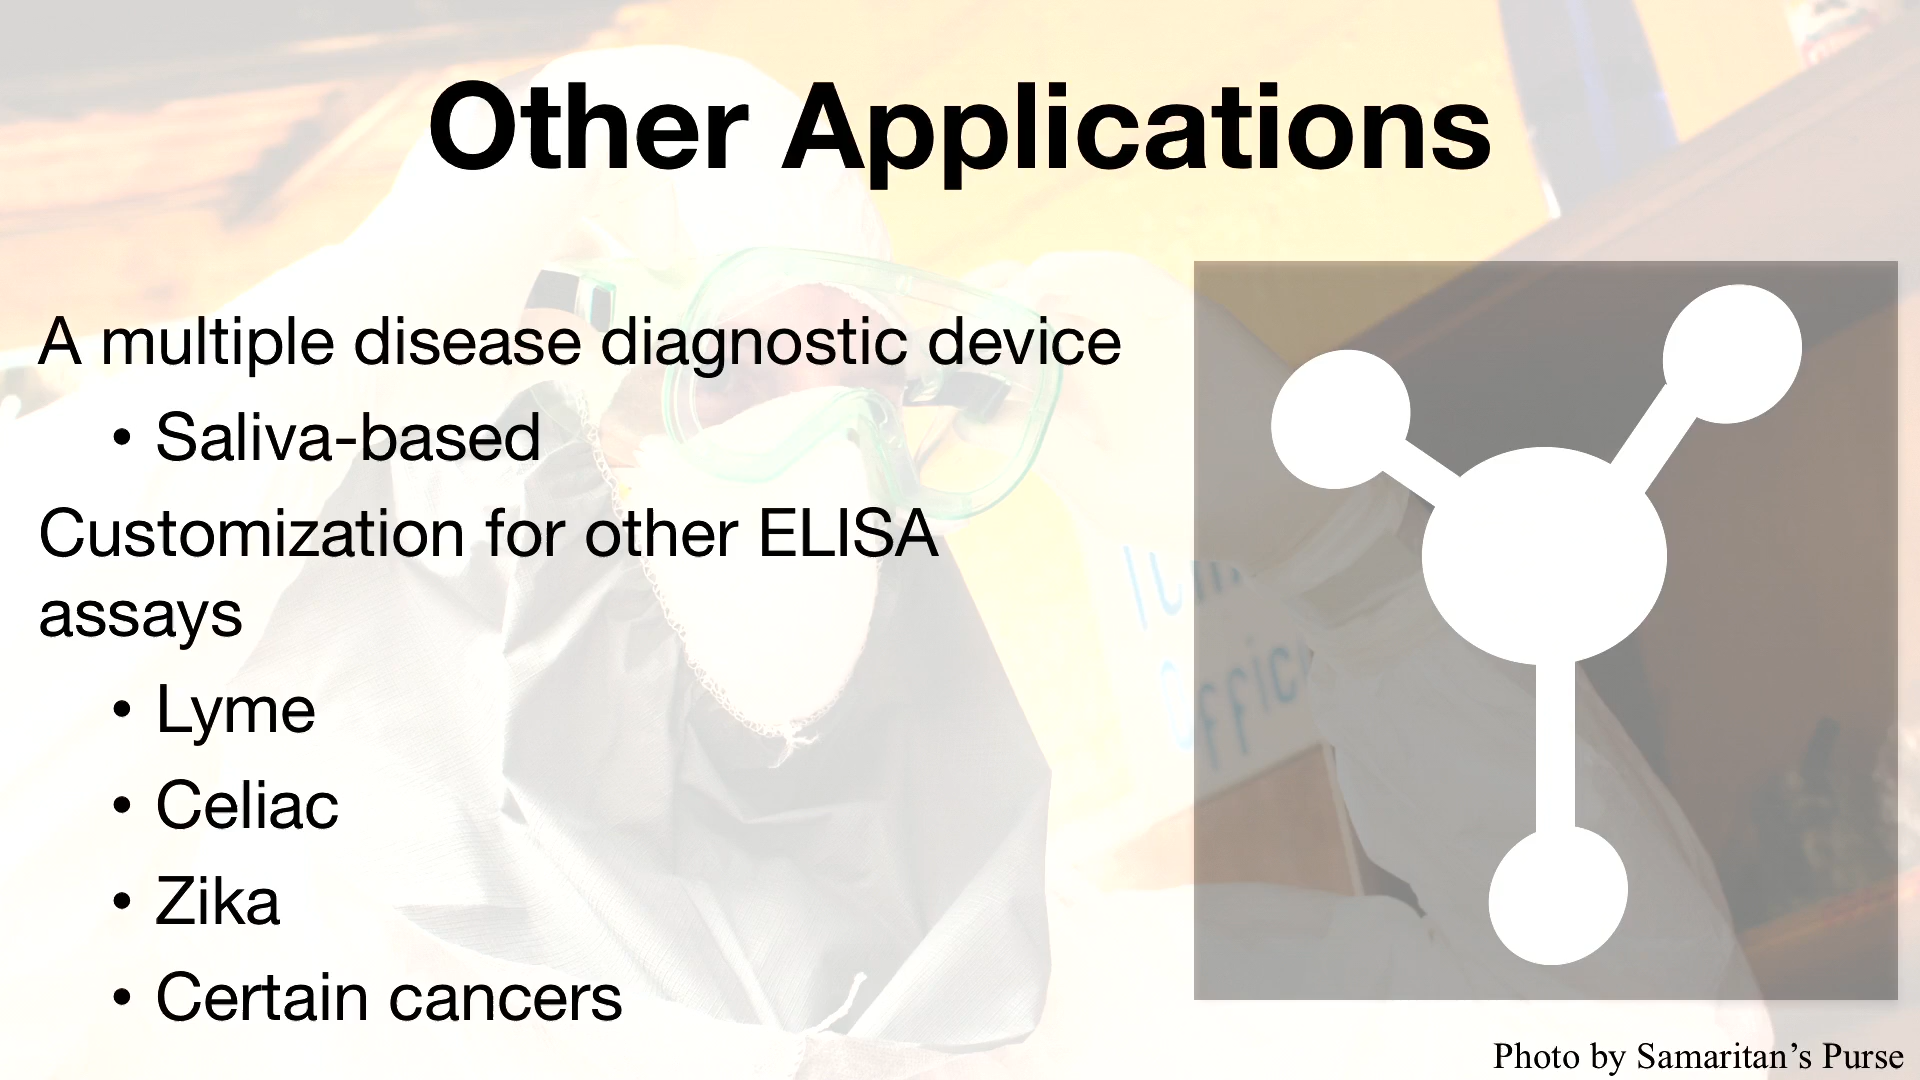 Other Applications
A multiple disease diagnostic device
• Saliva-based
Customization for other ELISA
assays
• Lyme
• Celiac
• Zika
• Certain cancers
Photo by Samaritan’s Purse